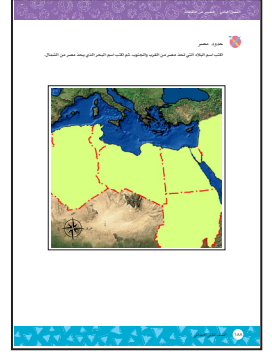 حدود مصر
اكتب اسم البلاد التي تحد مصر من الغرب والجنوب. ثم اكتب اسم البحر الذي يحد مصر من الشمال.
١٨٨